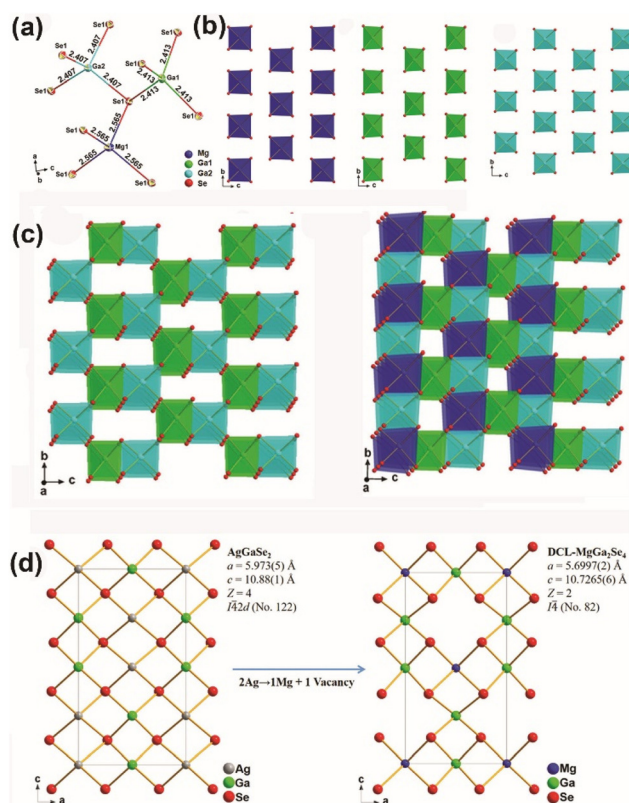 (a)
Se1
Se1
Se1
Se1
2.407
2.407
2.407
2.407
Ga2
2.413
2.413
2.413
2.413
Ga1
Se1
Se1
Se1
Se1
2.565
2.565
2.565
2.565
Mg1
Se1
Se1
a
c
b
Mg
Ga1
Ga2
Se
(b)
b
c
b
c
b
c
(c)
b
a
c
b
a
c
(d)
AgGaSe₂
a = 5.973(5) Å
c = 10.88(1) Å
Z = 4
I4̅2d (No. 122)
2Ag→1Mg + 1 Vacancy
DCL-MgGa₂Se₄
a = 5.6997(2) Å
c = 10.7265(6) Å
Z = 2
I4̅ (No. 82)
c
a
Ag
Ga
Se
c
a
Mg
Ga
Se